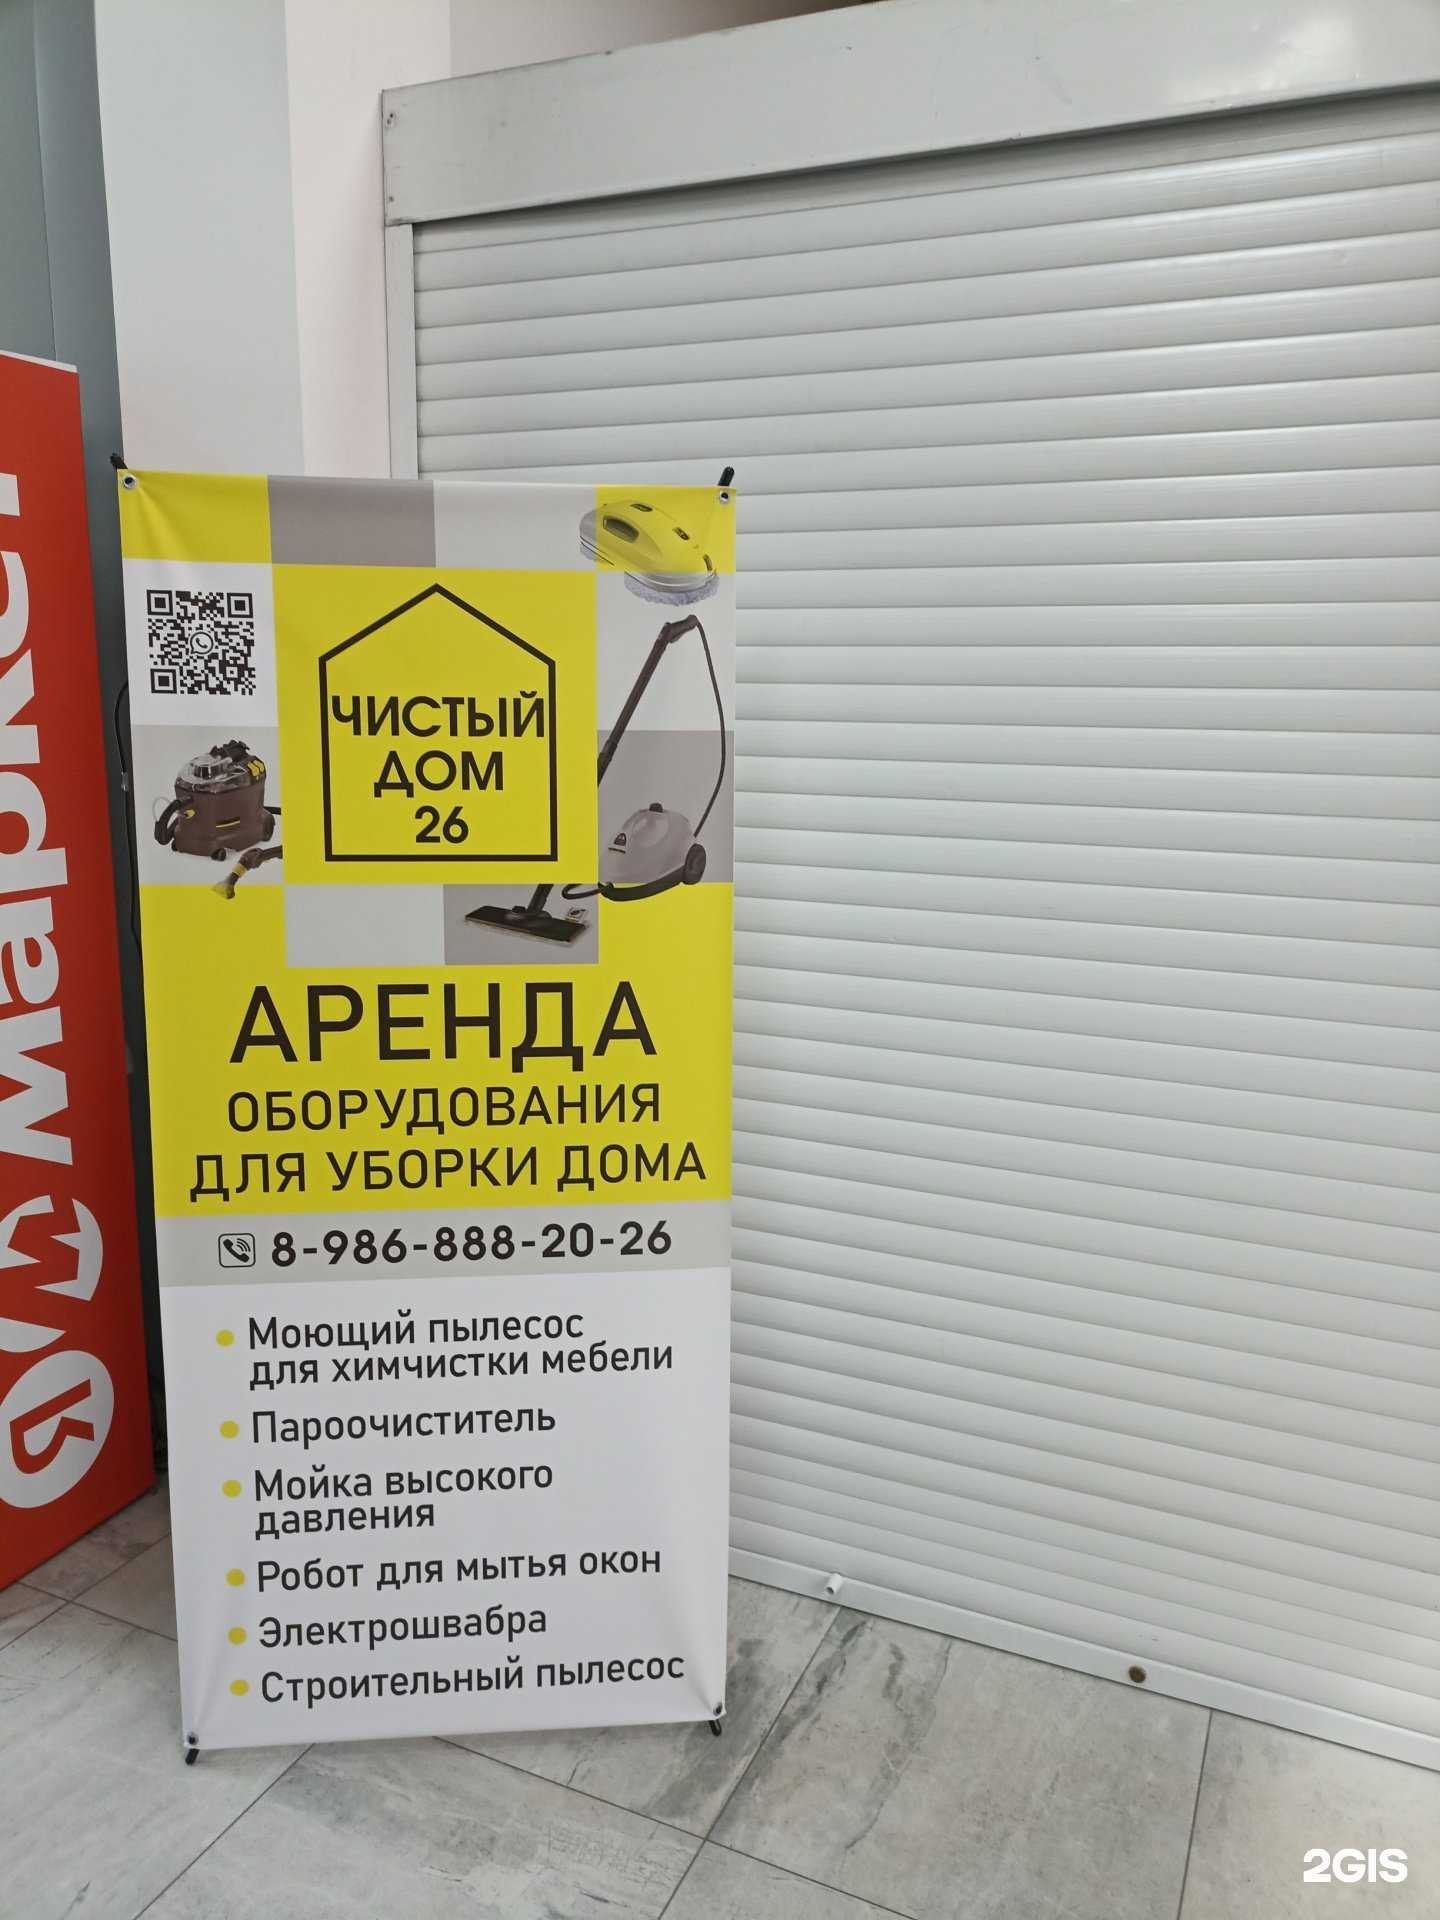 Маркет
Я
ЧИСТЫЙ
ДОМ
26
АРЕНДА
ОБОРУДОВАНИЯ
ДЛЯ УБОРКИ ДОМА
8-986-888-20-26
Моющий пылесос
для химчистки мебели
Пароочиститель
Мойка высокого
давления
Робот для мытья окон
Электрошвабра
Строительный пылесос
2GIS